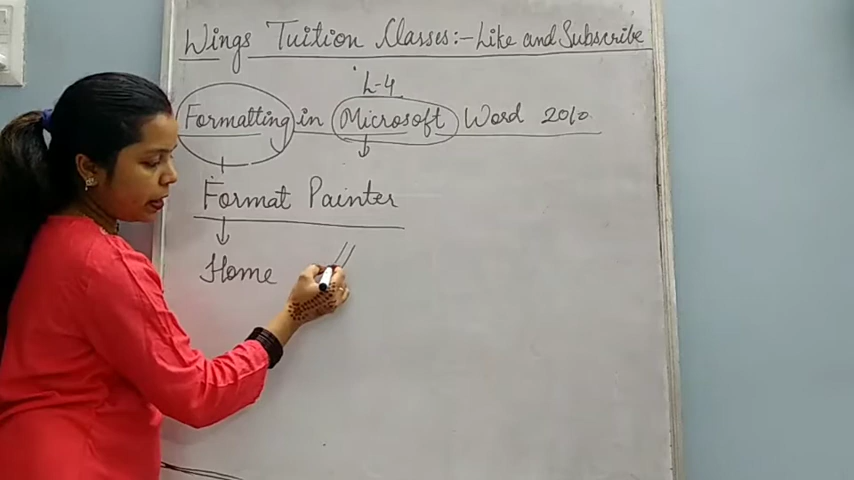 Wings Tuition Classes:- Like and Subscribe
L-4
Formatting in Microsoft Word 2010.
Format Painter
Home